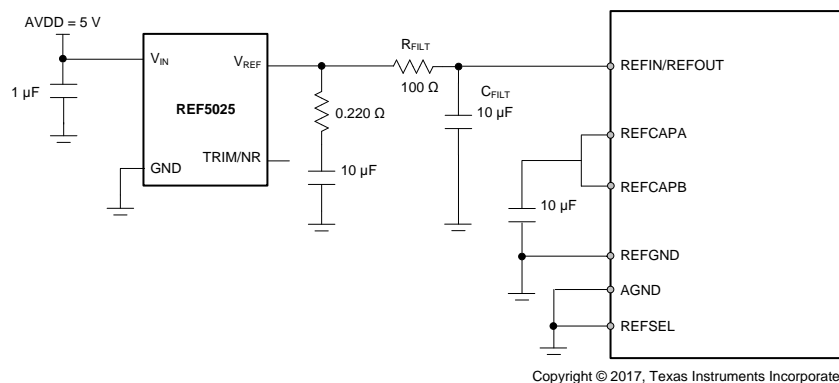 AVDD = 5 V
VIN
VREF
RFILT
REFIN/REFOUT
1 µF
REF5025
0.220 Ω
100 Ω
CFILT
10 µF
REFCAPA
TRIM/NR
GND
10 µF
REFCAPB
10 µF
REFGND
AGND
REFSEL
Copyright © 2017, Texas Instruments Incorporate